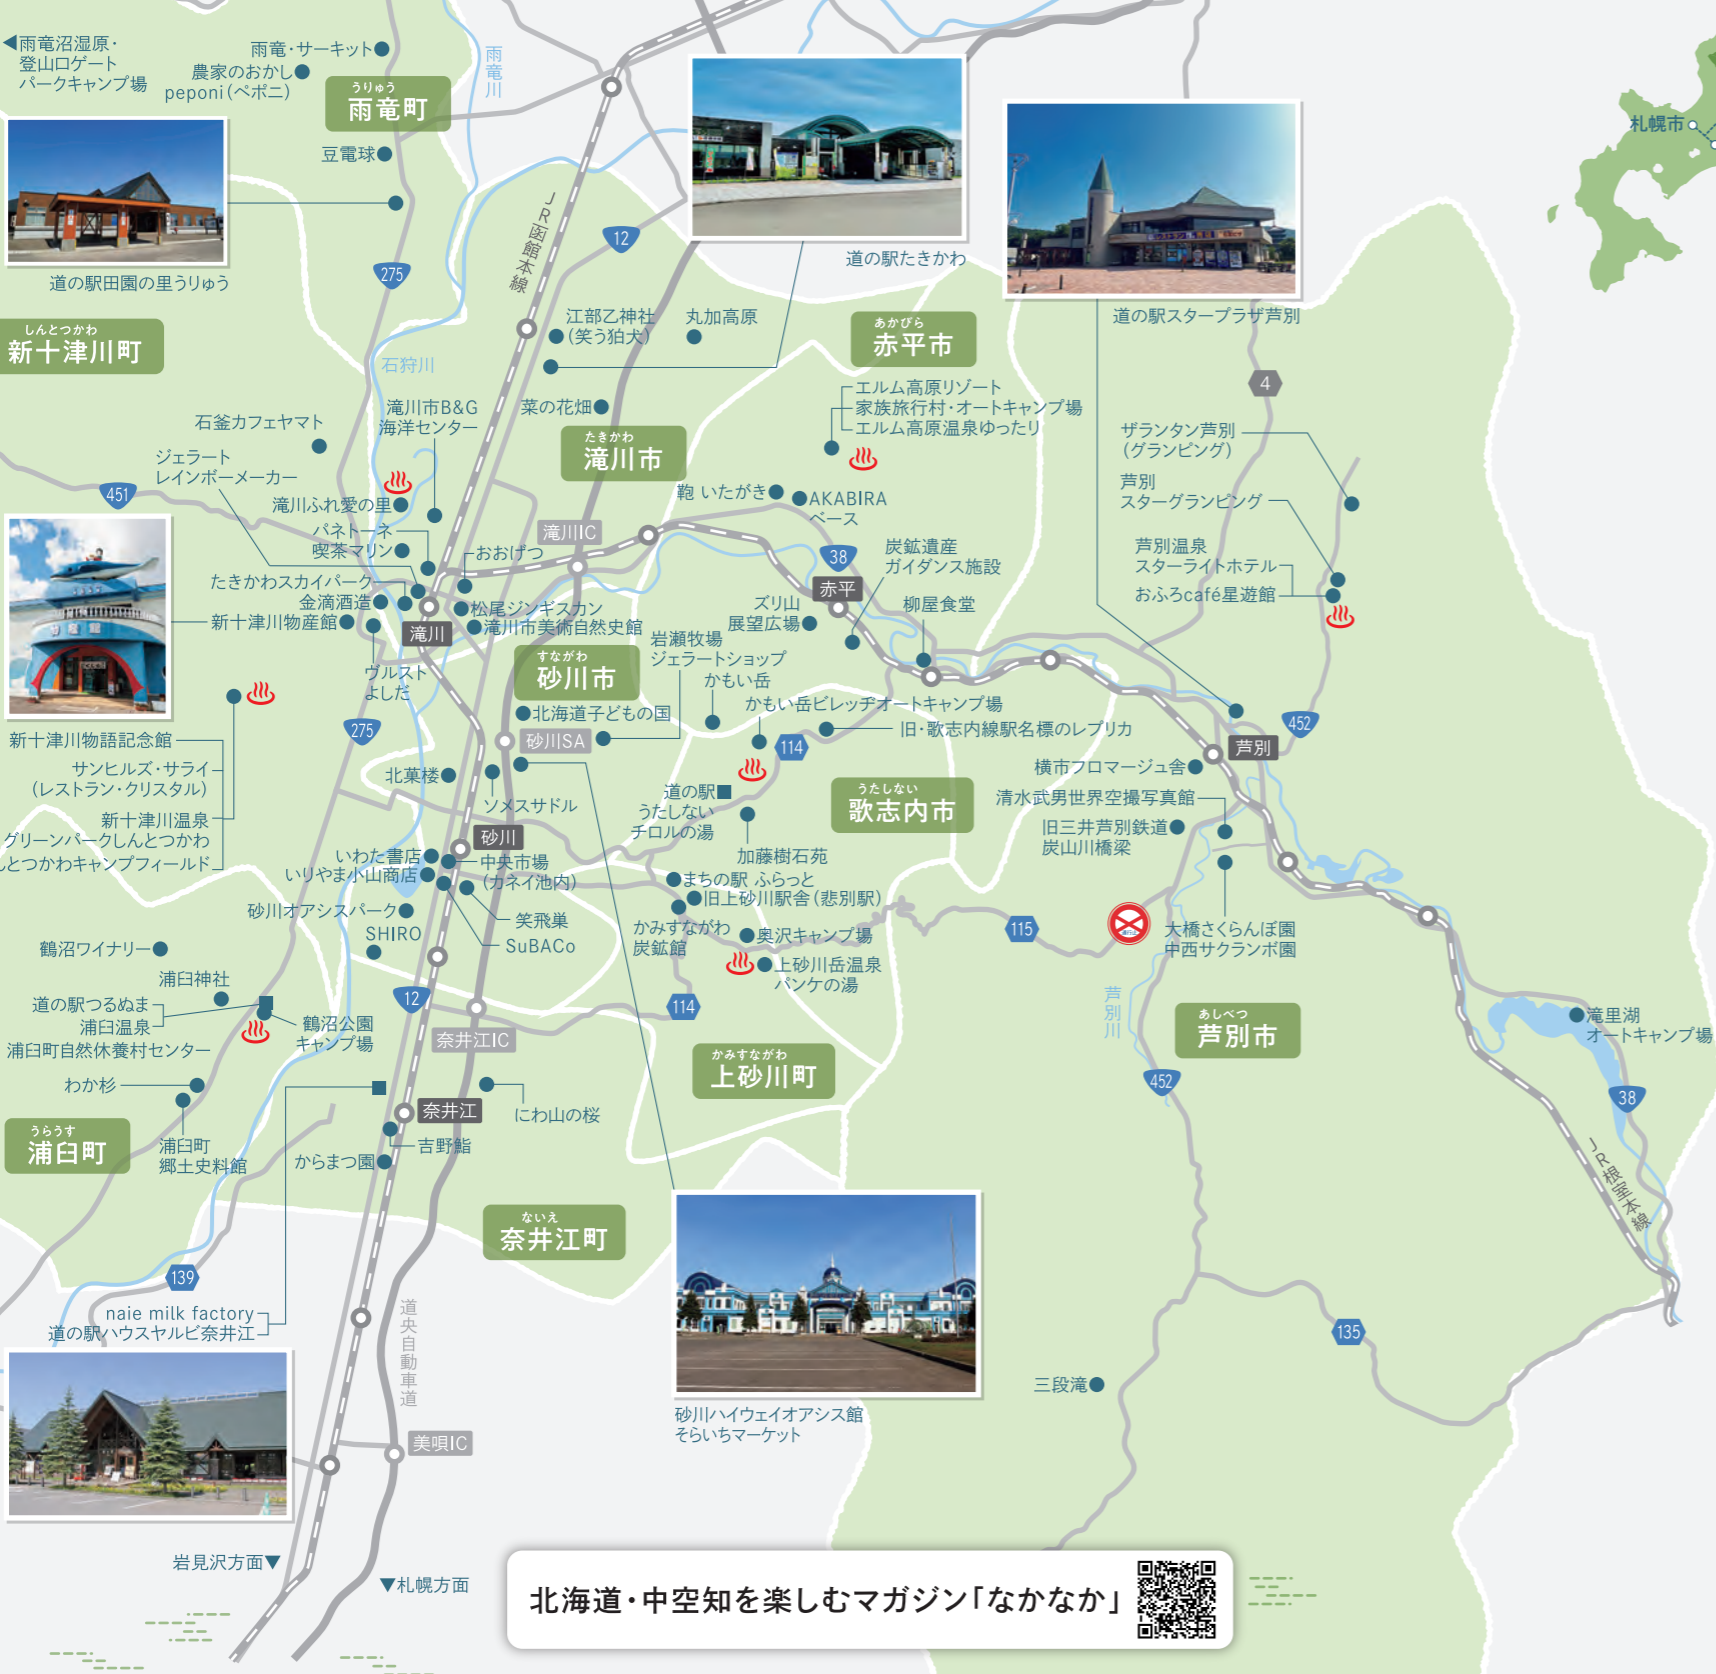 ◀雨竜沼湿原・
登山口ゲート
パークキャンプ場
雨竜・サーキット
農家のおかし
peponi(ペポニ)
うりゅう
雨竜町
雨竜川
豆電球
道の駅田園の里うりゅう
275
JR函館本線
12
道の駅たきかわ
道の駅スタープラザ芦別
札幌市
しんとつかわ
新十津川町
石狩川
江部乙神社
(笑う狛犬)
丸加高原
あかびら
赤平市
4
エルム高原リゾート
家族旅行村・オートキャンプ場
エルム高原温泉ゆったり
石釜カフェヤマト
滝川市B&G
海洋センター
菜の花畑
たきかわ
滝川市
ザランタン芦別
(グランピング)
芦別
スターグランピング
ジェラート
レインボーメーカー
451
滝川ふれ愛の里
パネトーネ
喫茶マリン
おおげつ
滝川IC
鞄 いたがき
AKABIRA
ベース
38
炭鉱遺産
ガイダンス施設
芦別温泉
スターライトホテル
おふろcafé星遊館
たきかわスカイパーク
金滴酒造
新十津川物産館
松尾ジンギスカン
滝川市美術自然史館
滝川
赤平
ズリ山
展望広場
柳屋食堂
岩瀬牧場
ジェラートショップ
かもい岳
すながわ
砂川市
ヴルスト
よしだ
275
北海道子どもの国
砂川SA
かもい岳ビレッヂオートキャンプ場
旧・歌志内線駅名標のレプリカ
114
452
芦別
新十津川物語記念館
サンヒルズ・サライ
(レストラン・クリスタル)
新十津川温泉
グリーンパークしんとつかわ
んとつかわキャンプフィールド
北菓楼
ソメスサドル
道の駅
うたしない
チロルの湯
うたしない
歌志内市
横市フロマージュ舎
清水武男世界空撮写真館
旧三井芦別鉄道
炭山川橋梁
砂川
加藤樹石苑
いわた書店
いりやま小山商店
中央市場
(カネイ池内)
まちの駅 ふらっと
旧上砂川駅舎(悲別駅)
砂川オアシスパーク
SHIRO
笑飛巣
SuBACo
かみすながわ
炭鉱館
奥沢キャンプ場
上砂川岳温泉
パンケの湯
115
大橋さくらんぼ園
中西サクランボ園
鶴沼ワイナリー
浦臼神社
道の駅つるぬま
浦臼温泉
浦臼町自然休養村センター
鶴沼公園
キャンプ場
12
奈井江IC
114
芦別川
あしべつ
芦別市
滝里湖
オートキャンプ場
かみすながわ
上砂川町
わか杉
浦臼町
郷土史料館
うらうす
浦臼町
奈井江
にわ山の桜
吉野鮨
からまつ園
452
38
JR根室本線
ないえ
奈井江町
139
naie milk factory
道の駅ハウスヤルビ奈井江
道央自動車道
135
三段滝
砂川ハイウェイオアシス館
そらいちマーケット
美唄IC
岩見沢方面▼
▼札幌方面
北海道・中空知を楽しむマガジン「なかなか」